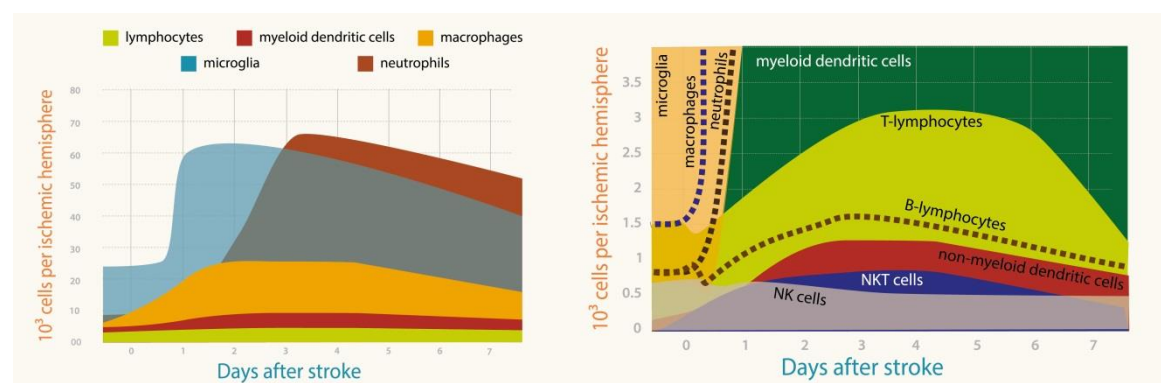 lymphocytes myeloid dendritic cells macrophages
microglia neutrophils
10³ cells per ischemic hemisphere
80
70
60
50
40
30
20
10
00
0 1 2 3 4 5 6 7
Days after stroke
10³ cells per ischemic hemisphere
3.5
3
2.5
2
1.5
1
0.5
0
microglia
macrophages
neutrophils
myeloid dendritic cells
T-lymphocytes
B-lymphocytes
non-myeloid dendritic cells
NKT cells
NK cells
0 1 2 3 4 5 6 7
Days after stroke